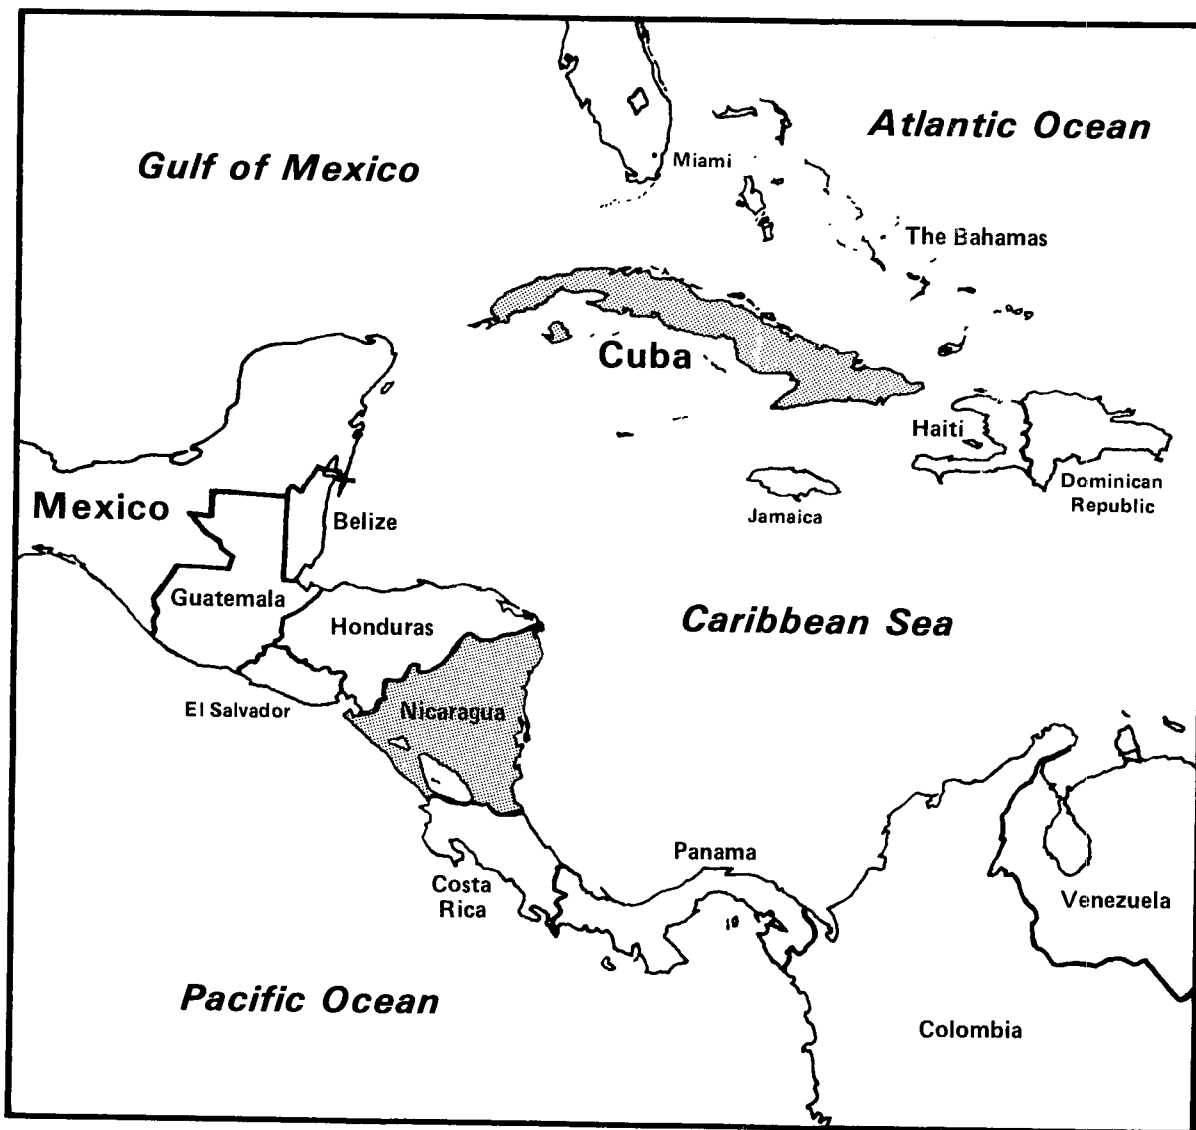 Atlantic Ocean
Gulf of Mexico
Miami
The Bahamas
Cuba
Haiti
Dominican
Republic
Mexico
Jamaica
Belize
Guatemala
Honduras
Caribbean Sea
El Salvador
Nicaragua
Panama
Costa
Rica
Venezuela
Pacific Ocean
Colombia